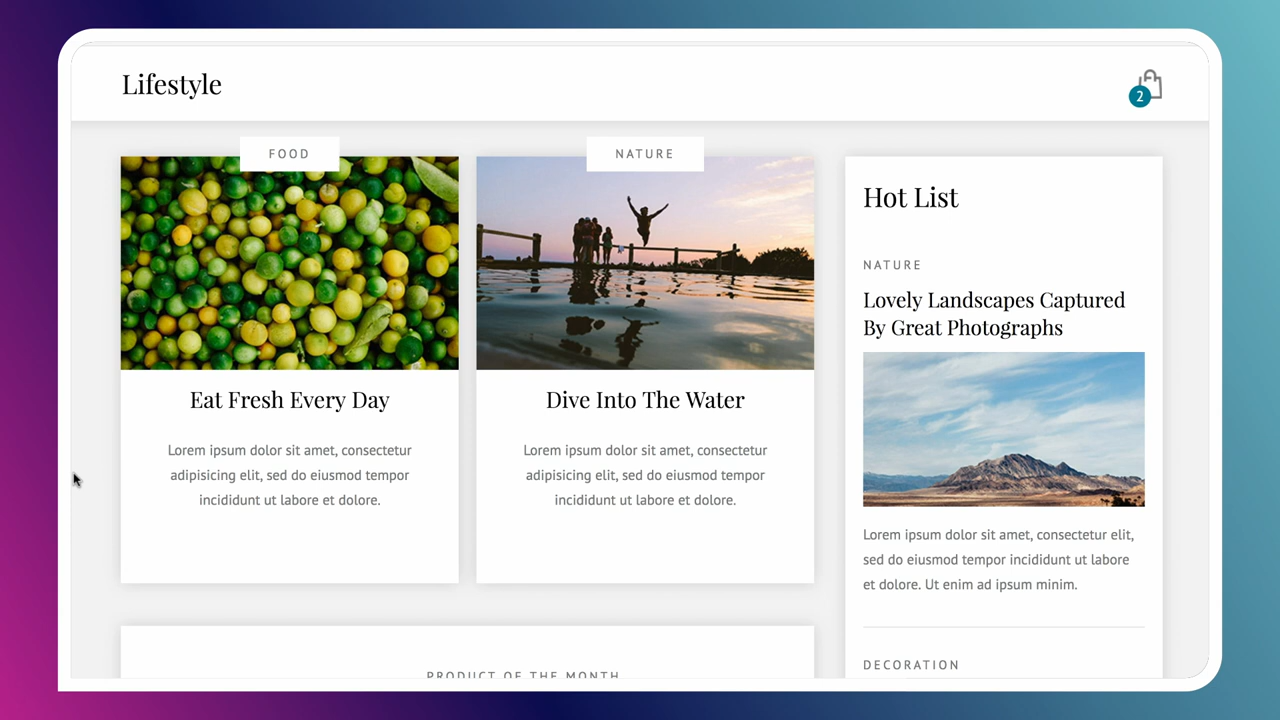 Lifestyle
2
FOOD
Eat Fresh Every Day
Lorem ipsum dolor sit amet, consectetur
adipisicing elit, sed do eiusmod tempor
incididunt ut labore et dolore.
NATURE
Dive Into The Water
Lorem ipsum dolor sit amet, consectetur
adipisicing elit, sed do eiusmod tempor
incididunt ut labore et dolore.
PRODUCT OF THE MONTH
Hot List
NATURE
Lovely Landscapes Captured
By Great Photographs
Lorem ipsum dolor sit amet, consectetur elit,
sed do eiusmod tempor incididunt ut labore
et dolore. Ut enim ad ipsum minim.
DECORATION